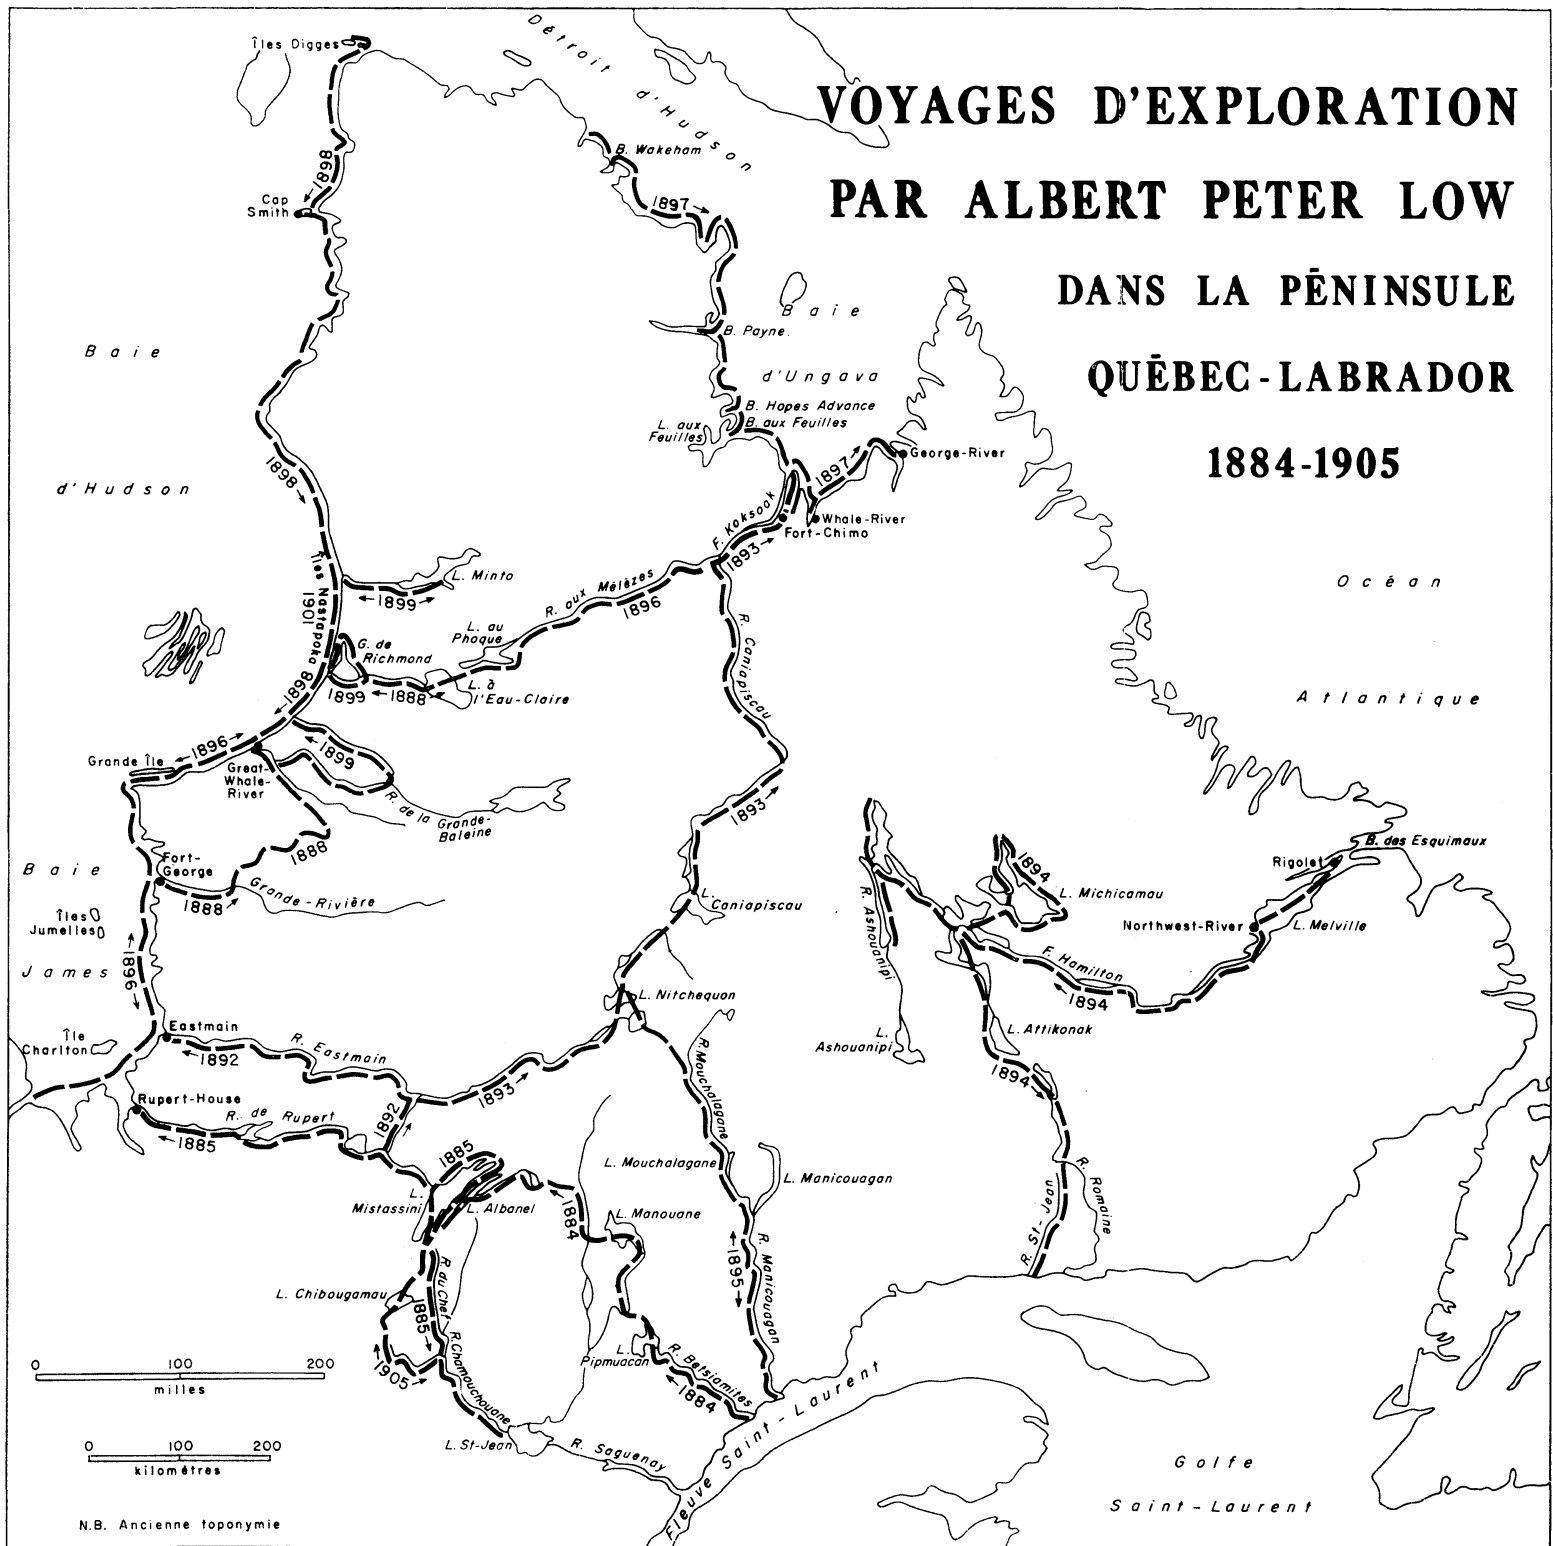 VOYAGES D'EXPLORATION
PAR ALBERT PETER LOW
DANS LA PÉNINSULE
QUÉBEC-LABRADOR
1884-1905
Détroit d'Hudson
Îles Digges
B. Wakeham
1898
Cap
Smith
1897
Baie
d'Ungava
B. Payne
Baie
d'Hudson
B. Hopes Advance
B. aux Feuilles
L. aux
Feuilles
1897
George-River
1898
F. Koksoak
Whale-River
Fort-Chimo
1893
Océan
Atlantique
Îles Nastapoka
1901
L. Minto
1899
R. aux Mélèzes
1896
L. au
Phoque
G. de
Richmond
R. Caniapiscau
1898
1899
1888
L. à
l'Eau-Claire
1896
1899
Grande Île
Great-
Whale-
River
R. de la Grande-
Baleine
1893
1888
Baie
James
Fort-
George
1888
Grande-Rivière
Îles
Jumelles
1896
L.
Caniapiscau
R. Ashouanipi
1894
L. Michicamau
B. des Esquimaux
Rigolet
Northwest-River
L. Melville
F. Hamilton
1894
L. Nitchequon
L. Attikonak
L.
Ashouanipi
1894
Île
Charlton
Eastmain
1892
R. Eastmain
1893
R. Mouchalagane
Rupert-House
R. de Rupert
1885
1892
1885
L.
Mistassini
L. Albanel
1884
L. Mouchalagane
L. Manicouagan
L. Manouane
R. Romaine
R. St-Jean
1895
R. Manicouagan
L. Chibougamau
R. du Chef
1885
R. Chamouchouane
1905
L.
Pipmuacan
R. Betsiamites
1884
L. St-Jean
R. Saguenay
Fleuve Saint-Laurent
Golfe
Saint-Laurent
0 100 200
milles
0 100 200
kilomètres
N.B. Ancienne toponymie